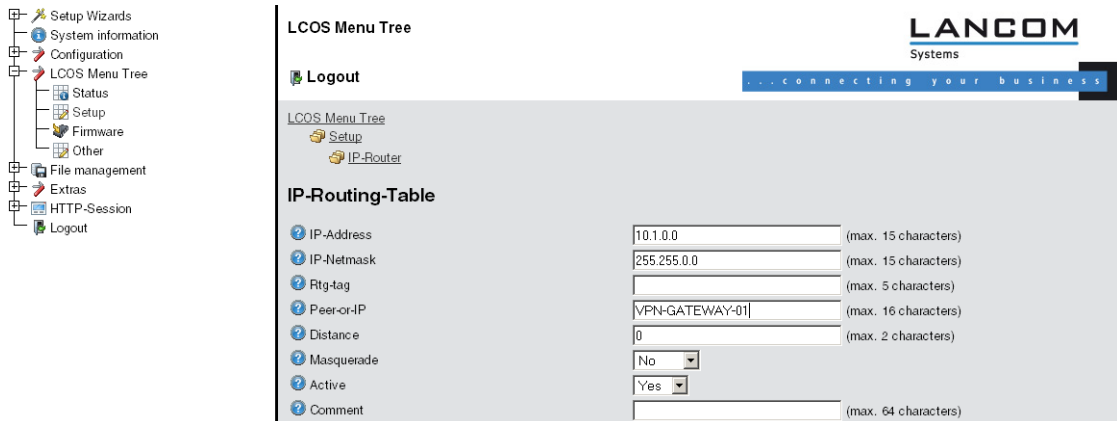 Setup Wizards
System information
Configuration
LCOS Menu Tree
Status
Setup
Firmware
Other
File management
Extras
HTTP-Session
Logout
LCOS Menu Tree
LANCOM
Systems
Logout
...connecting your business
LCOS Menu Tree
Setup
IP-Router
IP-Routing-Table
IP-Address 10.1.0.0 (max. 15 characters)
IP-Netmask 255.255.0.0 (max. 15 characters)
Rtg-tag (max. 5 characters)
Peer-or-IP VPN-GATEWAY-01 (max. 16 characters)
Distance 0 (max. 2 characters)
Masquerade No
Active Yes
Comment (max. 64 characters)